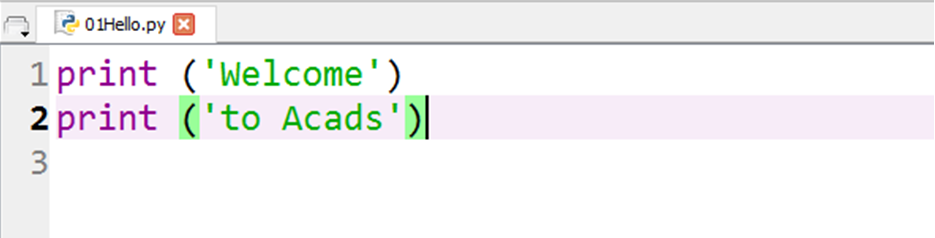 01Hello.py
1 print ('Welcome')
2 print ('to Acads')
3